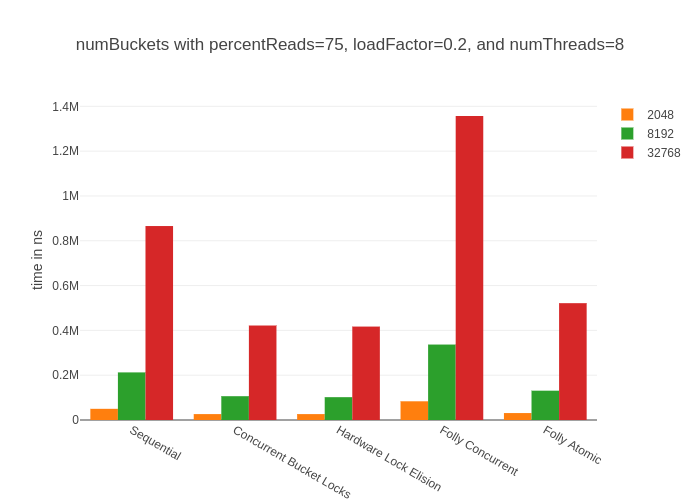 numBuckets with percentReads=75, loadFactor=0.2, and numThreads=8
1.4M
1.2M
1M
0.8M
0.6M
0.4M
0.2M
0
time in ns
2048
8192
32768
Sequential
Concurrent Bucket Locks
Hardware Lock Elision
Folly Concurrent
Folly Atomic